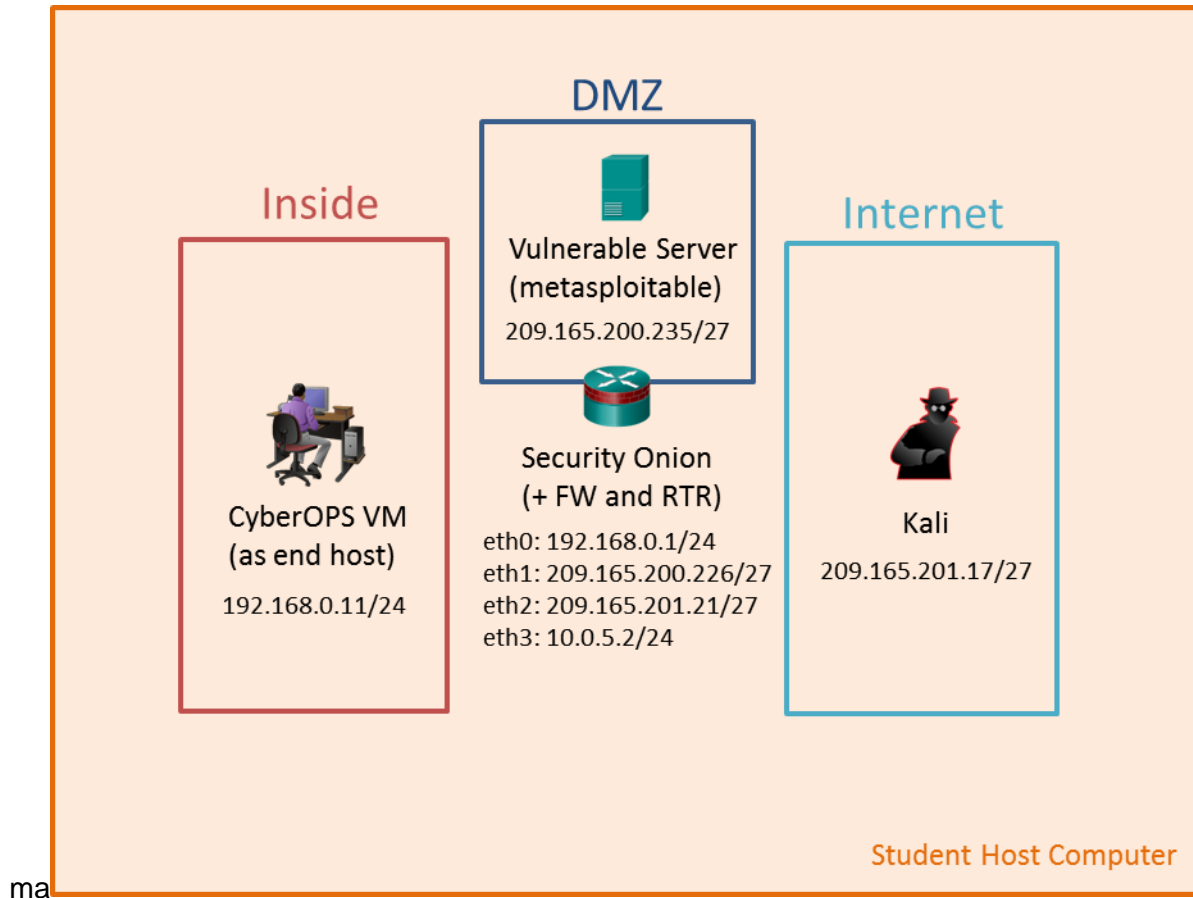 DMZ
Vulnerable Server
(metasploitable)
209.165.200.235/27
Inside
CyberOPS VM
(as end host)
192.168.0.11/24
Security Onion
(+ FW and RTR)
eth0: 192.168.0.1/24
eth1: 209.165.200.226/27
eth2: 209.165.201.21/27
eth3: 10.0.5.2/24
Internet
Kali
209.165.201.17/27
Student Host Computer
ma